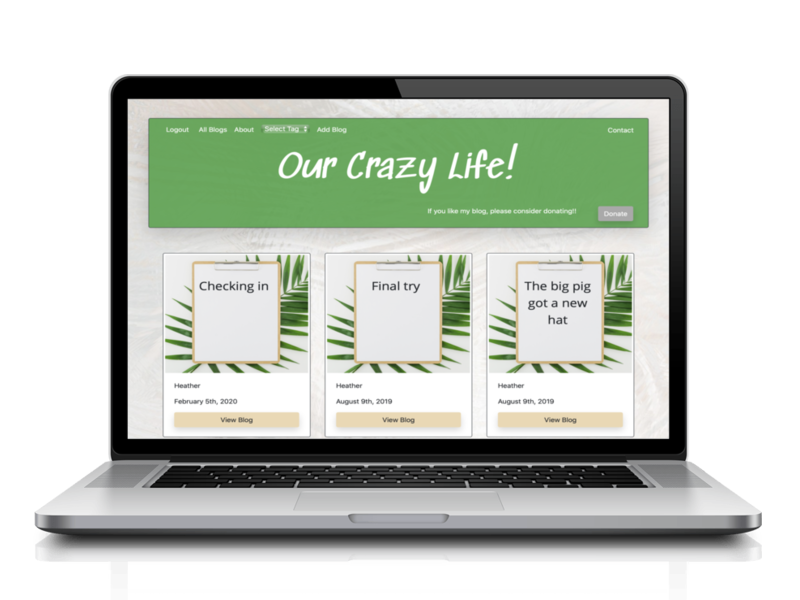 Logout All Blogs About Select Tag Add Blog Contact
Our Crazy Life!
If you like my blog, please consider donating!! Donate
Checking in
Final try
The big pig
got a new
hat
Heather
February 5th, 2020
View Blog
Heather
August 9th, 2019
View Blog
Heather
August 9th, 2019
View Blog